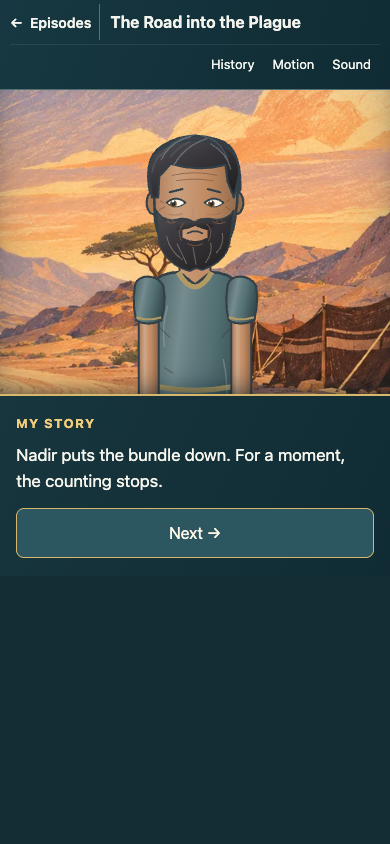 ← Episodes
The Road into the Plague
History
Motion
Sound
MY STORY
Nadir puts the bundle down. For a moment,
the counting stops.
Next →